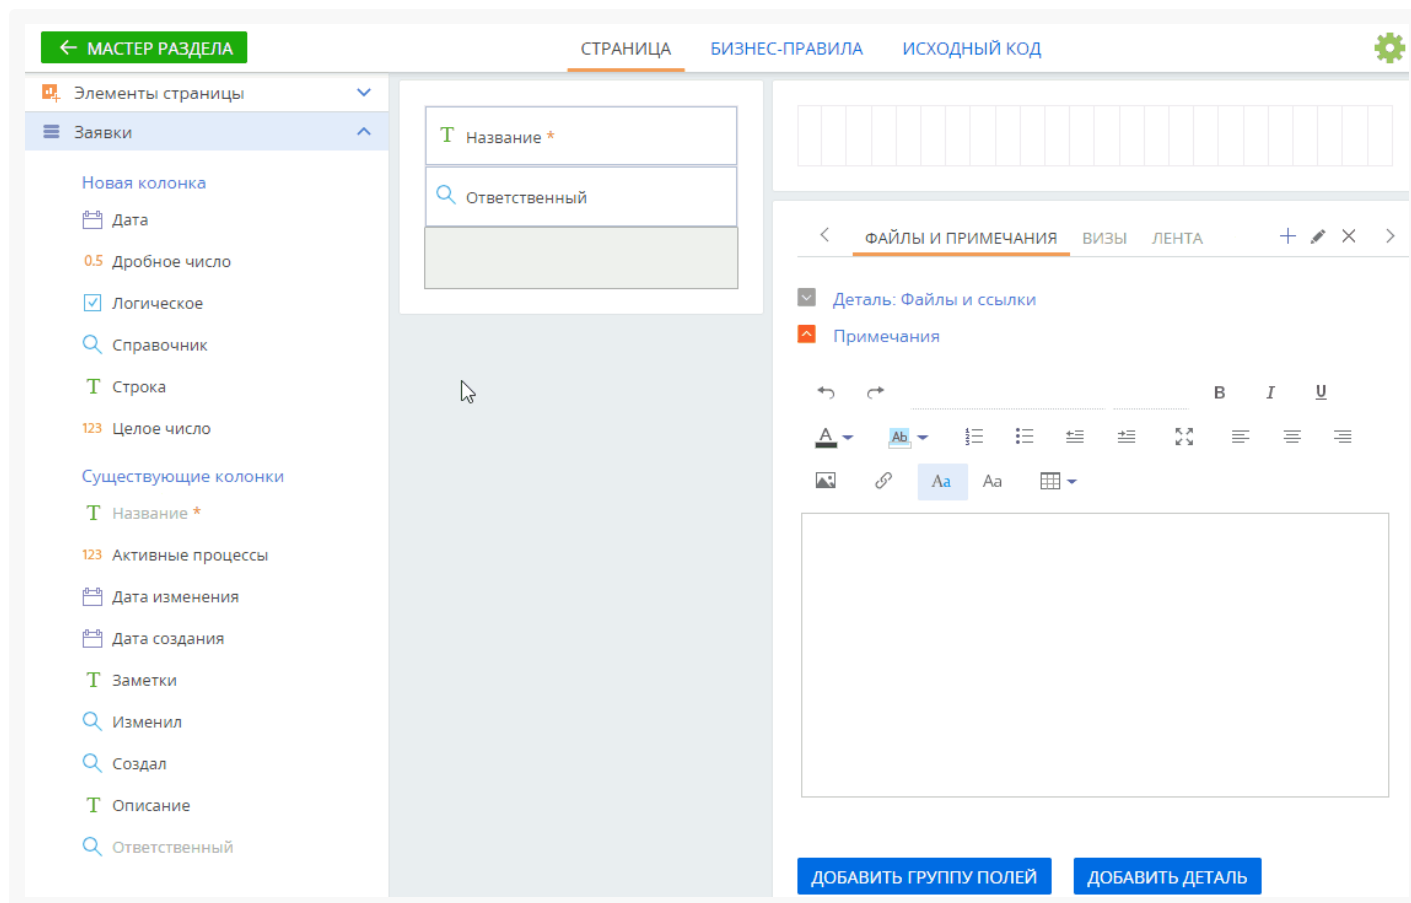 ← МАСТЕР РАЗДЕЛА
СТРАНИЦА БИЗНЕС-ПРАВИЛА ИСХОДНЫЙ КОД
Элементы страницы
Заявки
Новая колонка
Дата
0.5 Дробное число
Логическое
Справочник
T Строка
123 Целое число
Существующие колонки
T Название *
123 Активные процессы
Дата изменения
Дата создания
T Заметки
Изменил
Создал
T Описание
Ответственный
T Название *
Ответственный
ФАЙЛЫ И ПРИМЕЧАНИЯ ВИЗЫ ЛЕНТА
Деталь: Файлы и ссылки
Примечания
B I U
A Ab
Aa Aa
ДОБАВИТЬ ГРУППУ ПОЛЕЙ ДОБАВИТЬ ДЕТАЛЬ